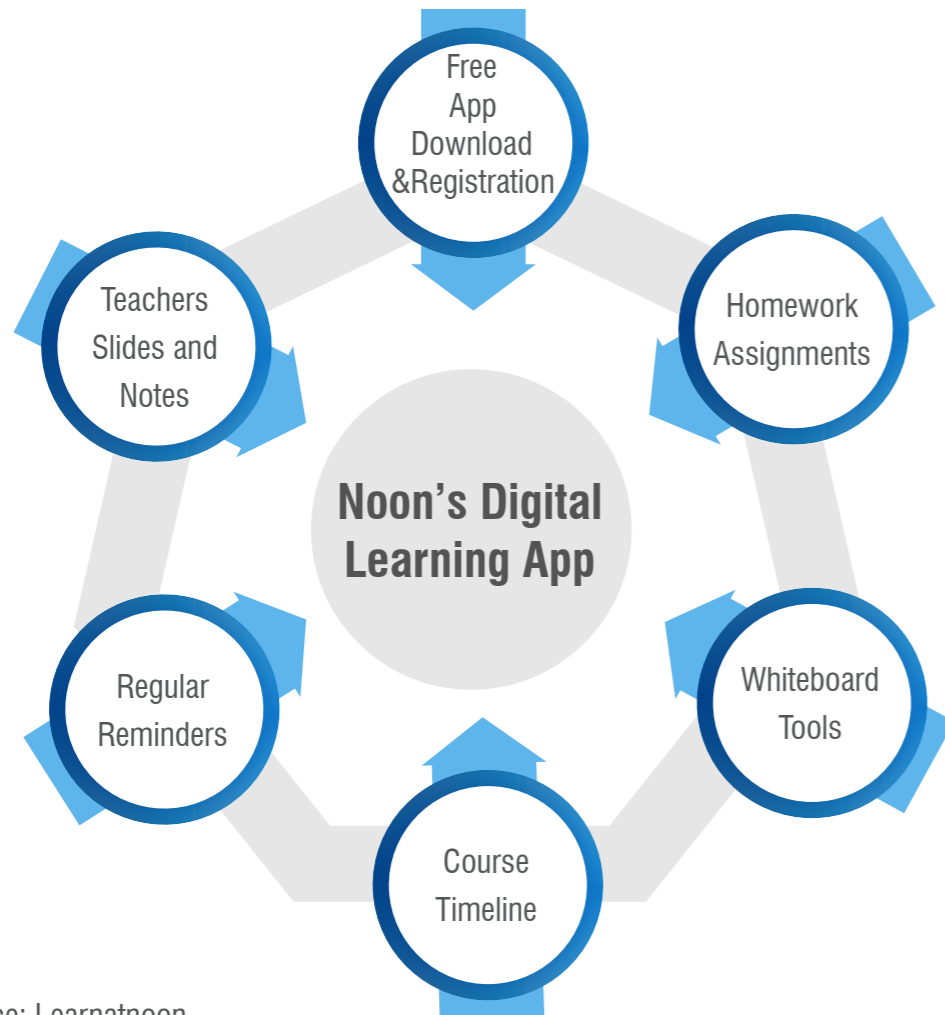 Free
App
Download
&Registration
Homework
Assignments
Teachers
Slides and
Notes
Noon's Digital
Learning App
Whiteboard
Tools
Regular
Reminders
Course
Timeline
Learnatnoon